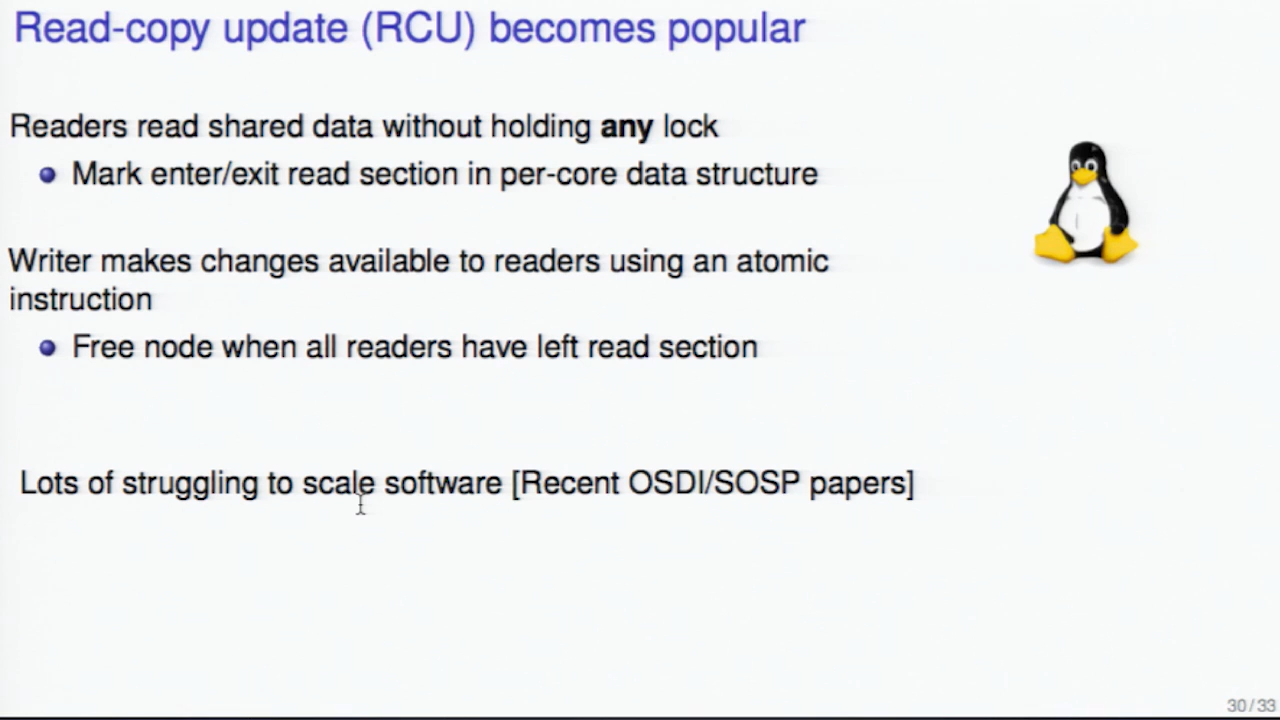 Read-copy update (RCU) becomes popular
Readers read shared data without holding any lock
Mark enter/exit read section in per-core data structure
Writer makes changes available to readers using an atomic
instruction
Free node when all readers have left read section
Lots of struggling to scale software [Recent OSDI/SOSP papers]
30/33